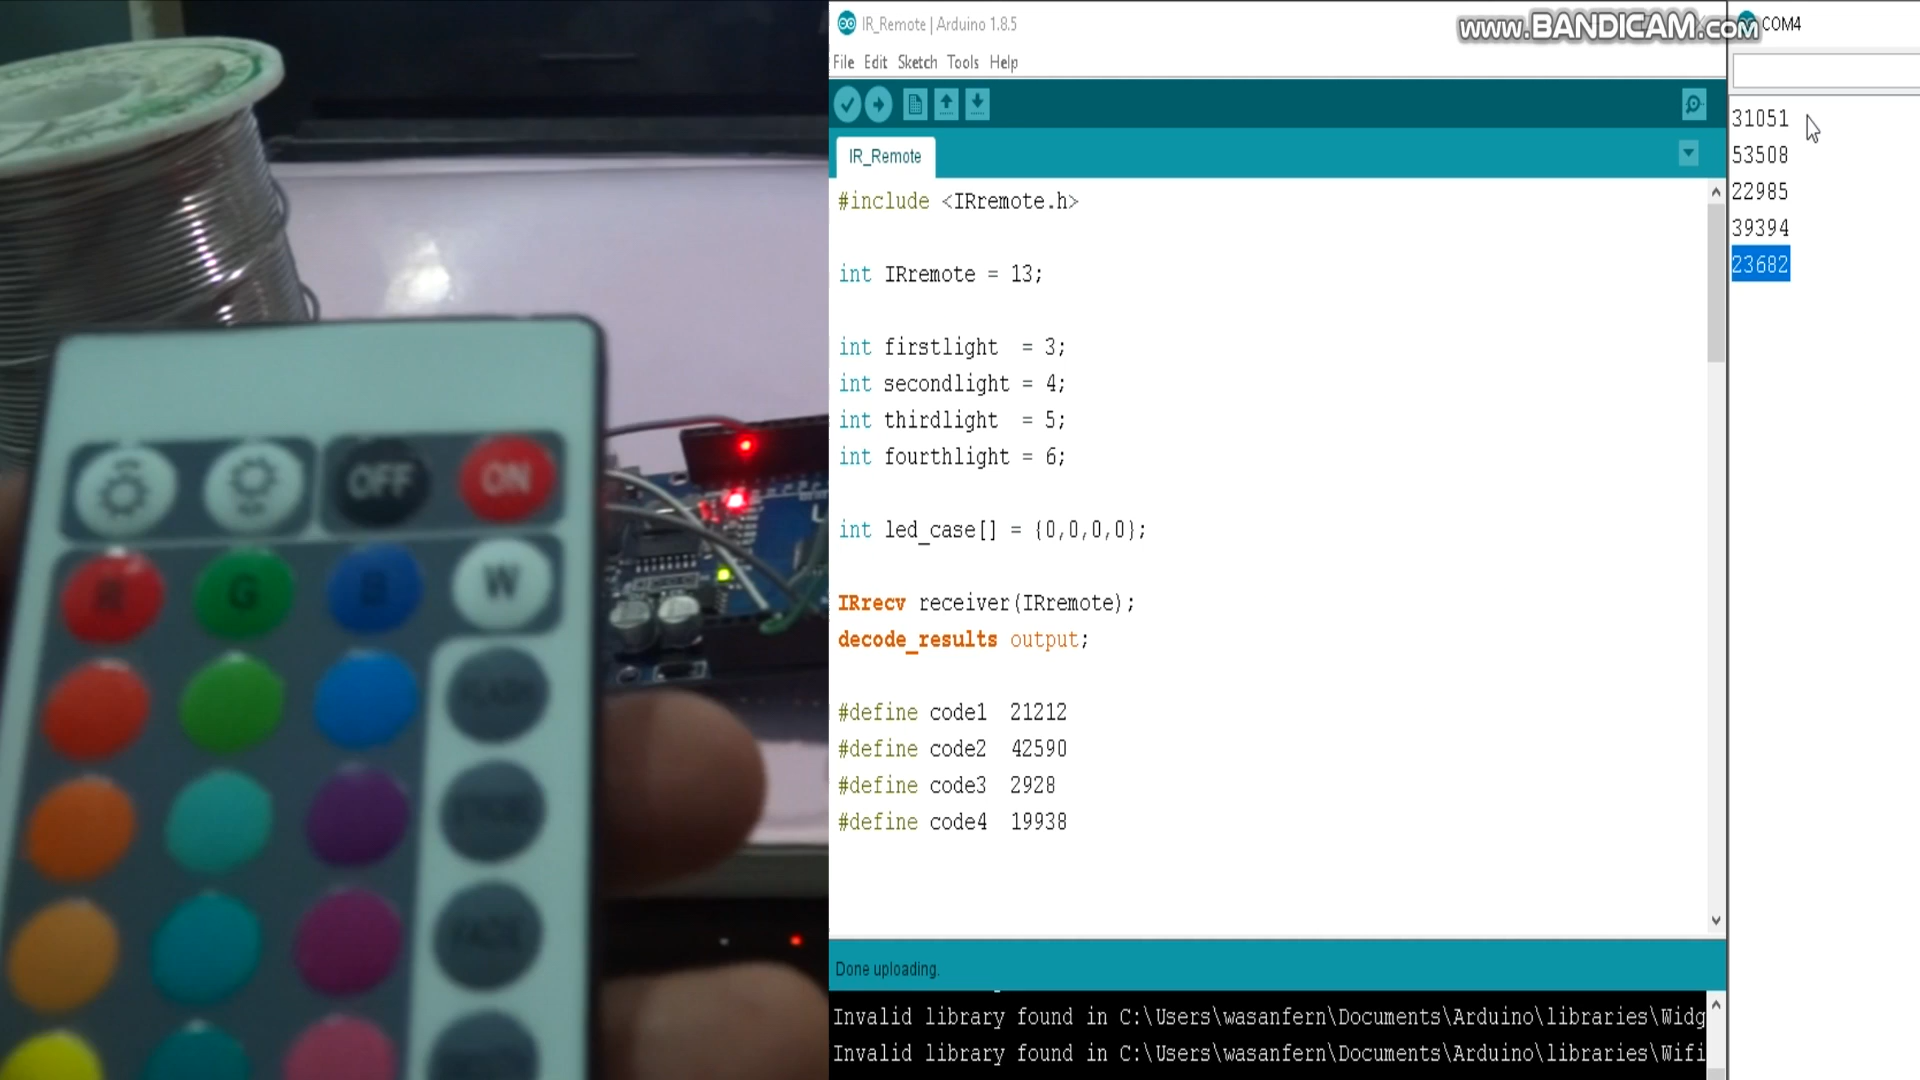 OFF
ON
R
G
B
W
FLASH
FADE
IR_Remote | Arduino 1.8.5
www.BANDICAM.com
COM4
File Edit Sketch Tools Help
IR_Remote
#include <IRremote.h>
int IRremote = 13;
int firstlight  = 3;
int secondlight = 4;
int thirdlight  = 5;
int fourthlight = 6;
int led_case[] = {0,0,0,0};
IRrecv receiver(IRremote);
decode_results output;
#define code1  21212
#define code2  42590
#define code3  2928
#define code4  19938
Done uploading.
Invalid library found in C:\Users\wasanfern\Documents\Arduino\libraries\Widg
Invalid library found in C:\Users\wasanfern\Documents\Arduino\libraries\Wifi
31051
53508
22985
39394
23682